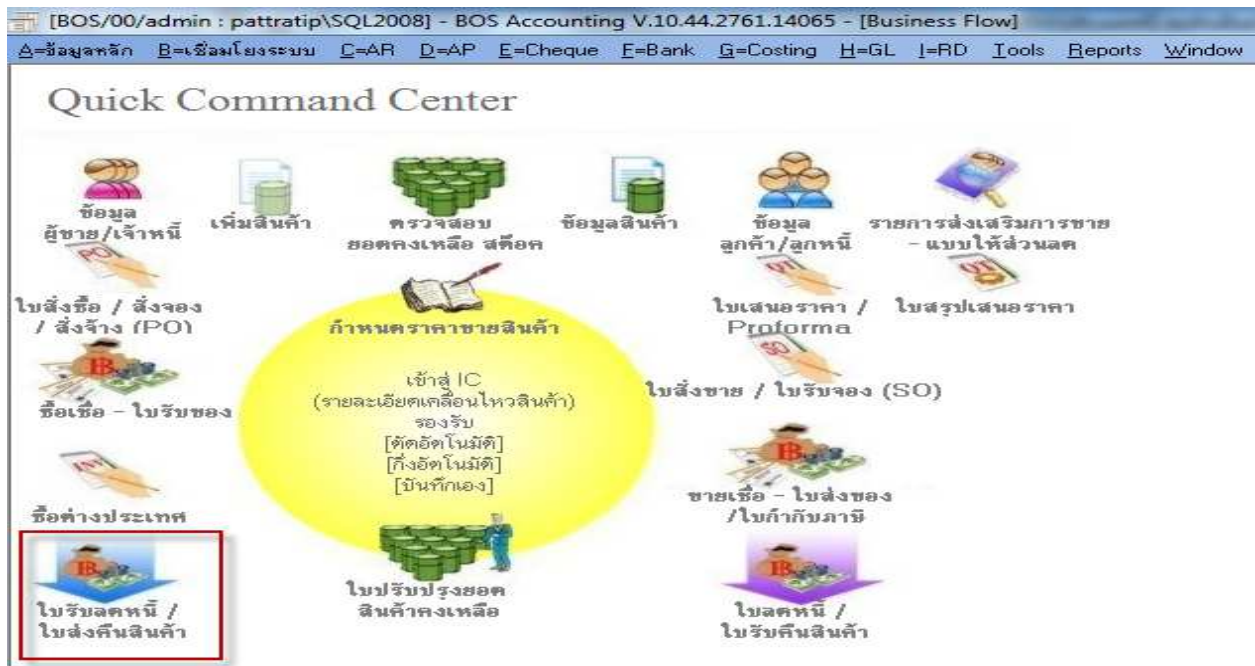 [BOS/00/admin : pattratip\SQL2008] - BOS Accounting V.10.44.2761.14065 - [Business Flow]
A=ข้อมูลหลัก B=เชื่อมโยงระบบ C=AR D=AP E=Cheque F=Bank G=Costing H=GL I=RD Tools Reports Window
Quick Command Center
ข้อมูล
ผู้ขาย/เจ้าหนี้
เพิ่มสินค้า
ตรวจสอบ
ยอดคงเหลือ สต๊อค
ข้อมูลสินค้า
ข้อมูล
ลูกค้า/ลูกหนี้
รายการส่งเสริมการขาย
- แบบให้ส่วนลด
PO
QT
QT
ใบสั่งซื้อ / สั่งจอง
/ สั่งจ้าง (PO)
กำหนดราคาขายสินค้า
ใบเสนอราคา /
Proforma
ใบสรุปเสนอราคา
SO
B
ซื้อเชื่อ - ใบรับของ
เข้าสู่ IC
(รายละเอียดเคลื่อนไหวสินค้า)
รองรับ
[ตัดอัตโนมัติ]
[กึ่งอัตโนมัติ]
[บันทึกเอง]
ใบสั่งขาย / ใบรับจอง (SO)
INV
B
ซื้อต่างประเทศ
ขายเชื่อ - ใบส่งของ
/ใบกำกับภาษี
B
B
ใบรับลดหนี้ /
ใบส่งคืนสินค้า
ใบปรับปรุงยอด
สินค้าคงเหลือ
ใบลดหนี้ /
ใบรับคืนสินค้า